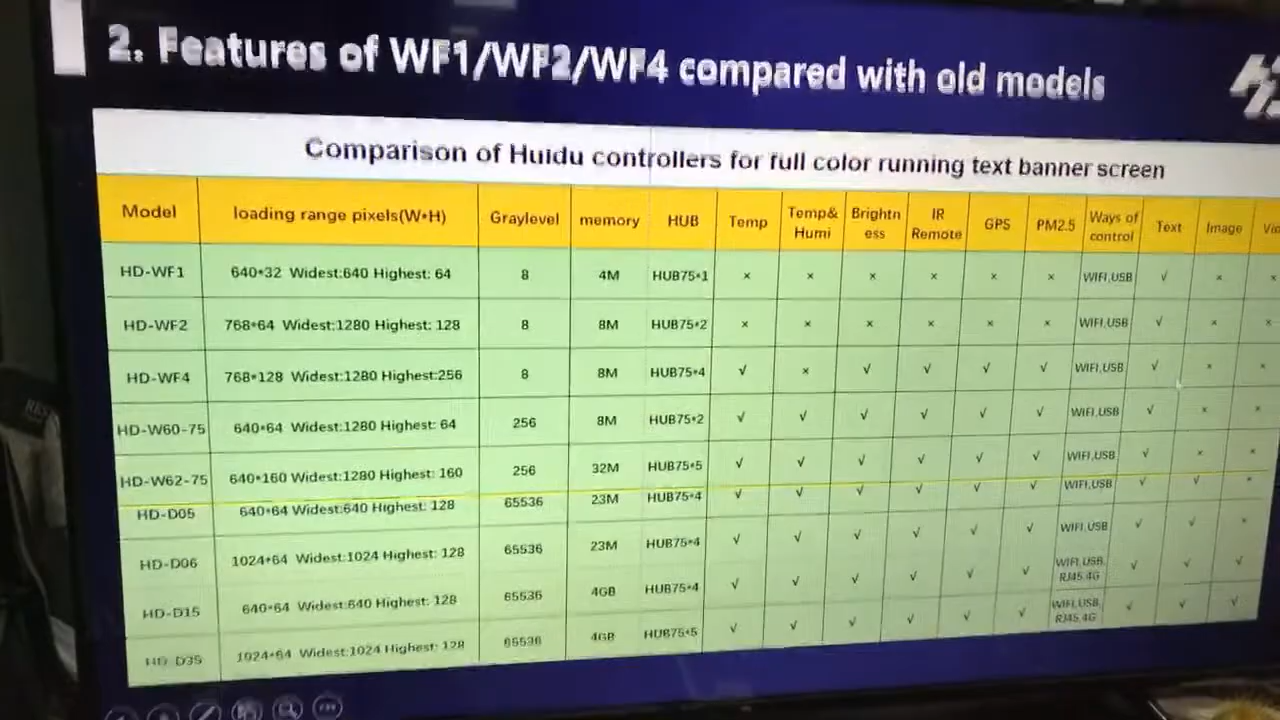 2. Features of WF1/WF2/WF4 compared with old models
Comparison of Huidu controllers for full color running text banner screen
Model loading range pixels(W*H) Graylevel memory HUB Temp Temp& Humi Brightn ess IR Remote GPS PM2.5 Ways of control Text Image
HD-WF1 640*32 Widest:640 Highest: 64 8 4M HUB75*1 × × × × × × WIFI,USB √ × ×
HD-WF2 768*64 Widest:1280 Highest: 128 8 8M HUB75*2 × × × × × × WIFI,USB √ × ×
HD-WF4 768*128 Widest:1280 Highest:256 8 8M HUB75*4 √ × √ √ √ √ WIFI,USB √ × ×
HD-W60-75 640*64 Widest:1280 Highest: 64 256 8M HUB75*2 √ √ √ √ √ √ WIFI,USB √ × ×
HD-W62-75 640*160 Widest:1280 Highest: 160 256 32M HUB75*5 √ √ √ √ √ √ WIFI,USB √ × ×
HD-D05 640*64 Widest:640 Highest: 128 65536 23M HUB75*4 √ √ √ √ √ √ WIFI,USB √ √ ×
HD-D06 1024*64 Widest:1024 Highest: 128 65536 23M HUB75*4 √ √ √ √ √ √ WIFI,USB √ √ ×
HD-D15 640*64 Widest:640 Highest: 128 65536 4GB HUB75*4 √ √ √ √ √ √ WIFI,USB, RJ45,4G √ √ √
HD-D35 1024*64 Widest:1024 Highest: 128 65536 4GB HUB75*5 √ √ √ √ √ √ WIFI,USB, RJ45,4G √ √ √